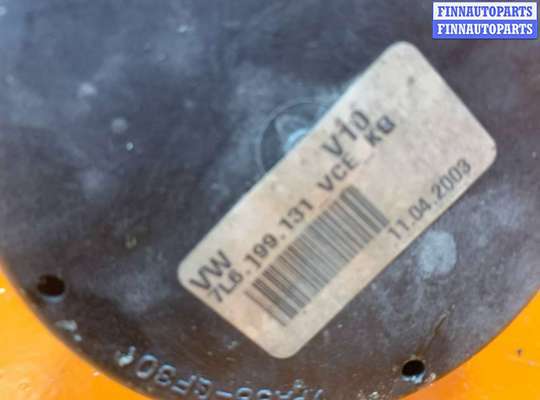 FINNAUTOPARTS
FINNAUTOPARTS
V10
VW
7L6.199.131 VCE KB
11.04.2003